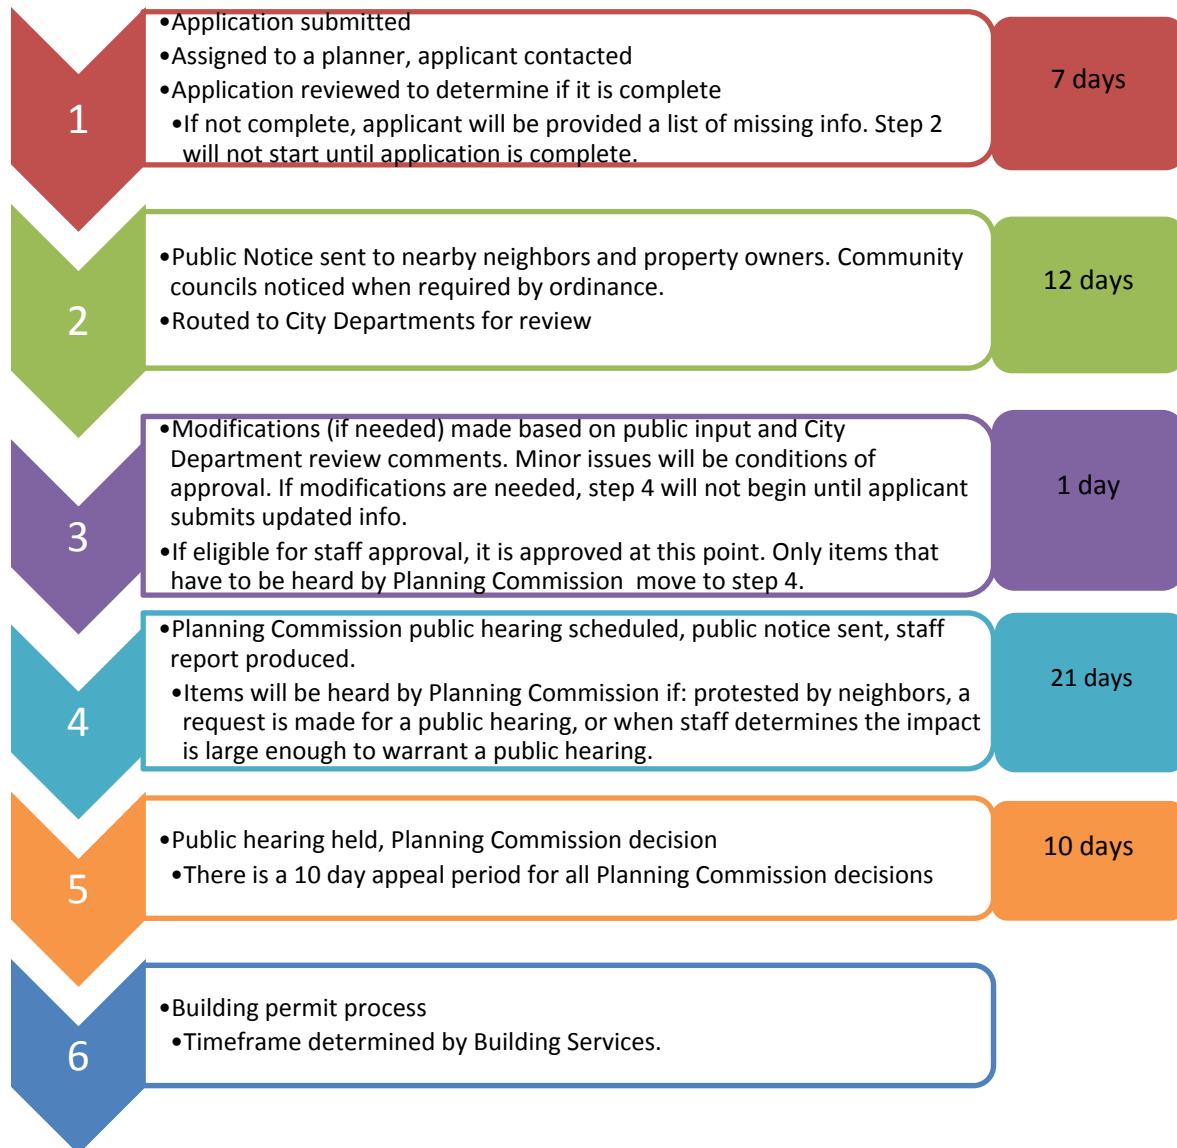 1
•Application submitted
•Assigned to a planner, applicant contacted
•Application reviewed to determine if it is complete
•If not complete, applicant will be provided a list of missing info. Step 2
will not start until application is complete.
7 days
2
•Public Notice sent to nearby neighbors and property owners. Community
councils noticed when required by ordinance.
•Routed to City Departments for review
12 days
3
•Modifications (if needed) made based on public input and City
Department review comments. Minor issues will be conditions of
approval. If modifications are needed, step 4 will not begin until applicant
submits updated info.
•If eligible for staff approval, it is approved at this point. Only items that
have to be heard by Planning Commission move to step 4.
1 day
4
•Planning Commission public hearing scheduled, public notice sent, staff
report produced.
•Items will be heard by Planning Commission if: protested by neighbors, a
request is made for a public hearing, or when staff determines the impact
is large enough to warrant a public hearing.
21 days
5
•Public hearing held, Planning Commission decision
•There is a 10 day appeal period for all Planning Commission decisions
10 days
6
•Building permit process
•Timeframe determined by Building Services.